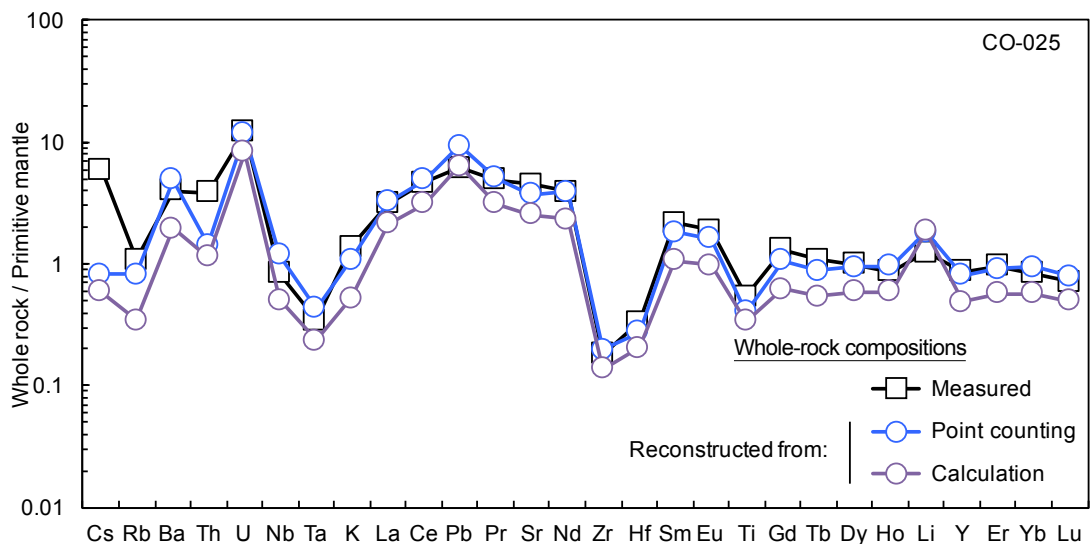 100
CO-025
10
1
0.1
0.01
Whole rock / Primitive mantle
Whole-rock compositions
Measured
Reconstructed from:
Point counting
Calculation
Cs Rb Ba Th U Nb Ta K La Ce Pb Pr Sr Nd Zr Hf Sm Eu Ti Gd Tb Dy Ho Li Y Er Yb Lu